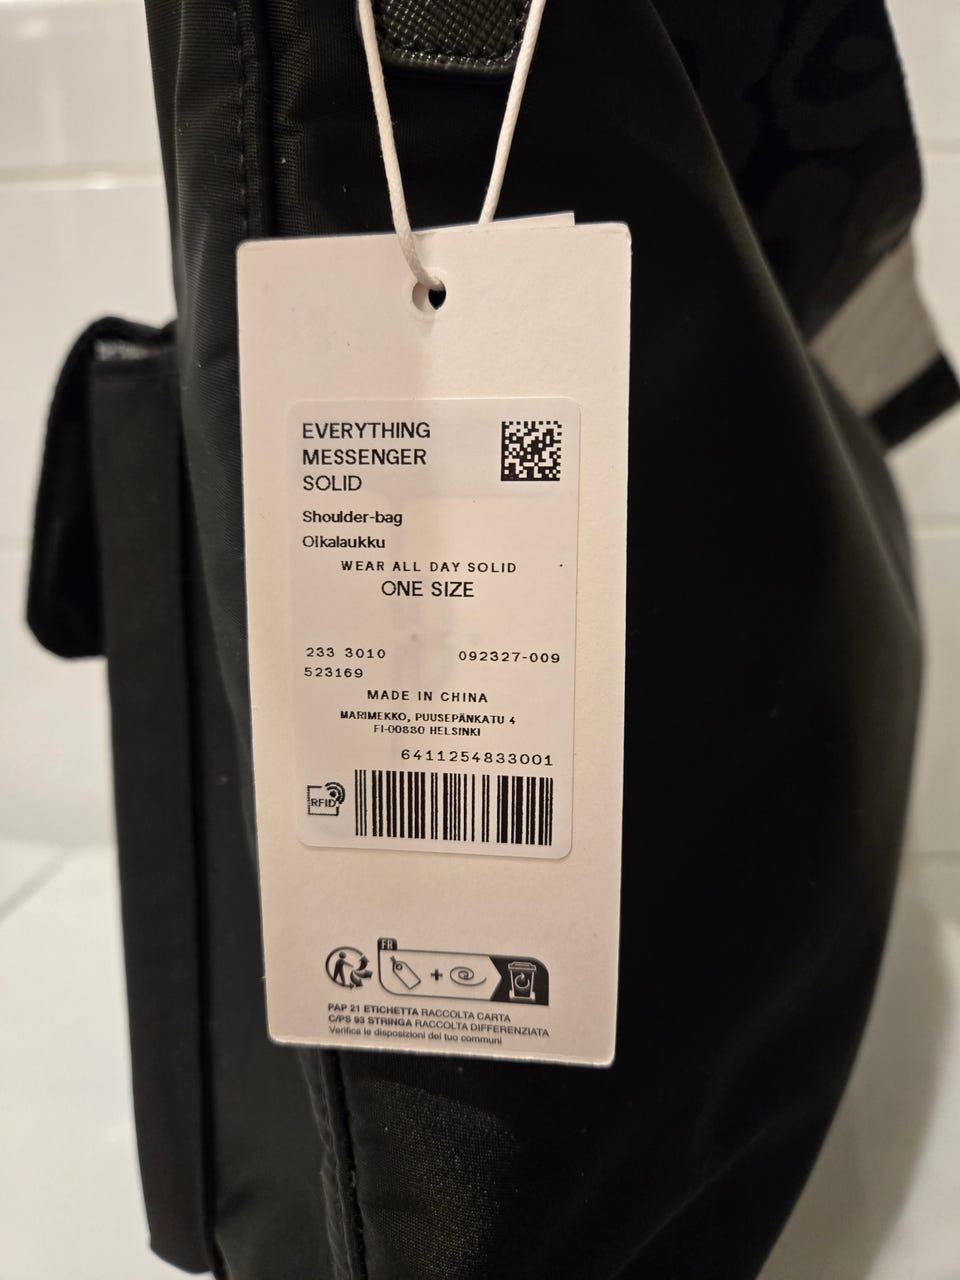 EVERYTHING
MESSENGER
SOLID
Shoulder-bag
Olkalaukku
WEAR ALL DAY SOLID
ONE SIZE
233 3010 092327-009
523169
MADE IN CHINA
MARIMEKKO, PUUSEPÄNKATU 4
FI-00880 HELSINKI
6411254833001
RFID
FR
PAP 21 ETICHETTA RACCOLTA CARTA
C/PS 93 STRINGA RACCOLTA DIFFERENZIATA
Verifica le disposizioni del tuo communi